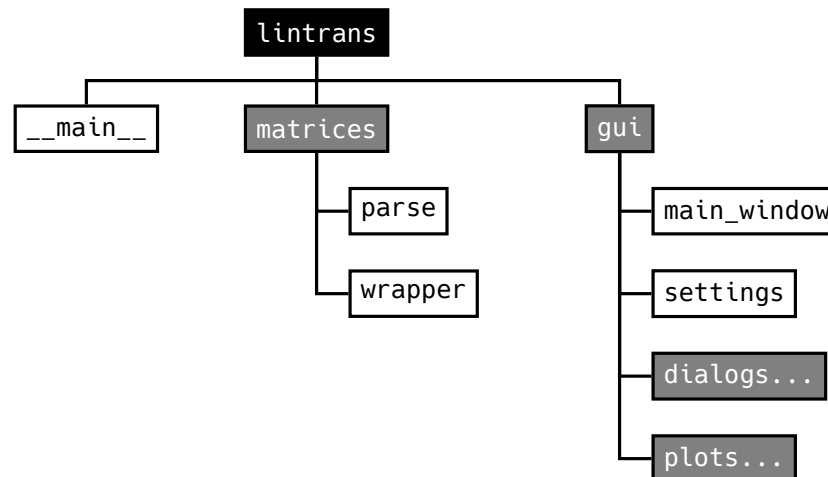 lintrans
__main__
matrices
gui
parse
main_window
wrapper
settings
dialogs...
plots...